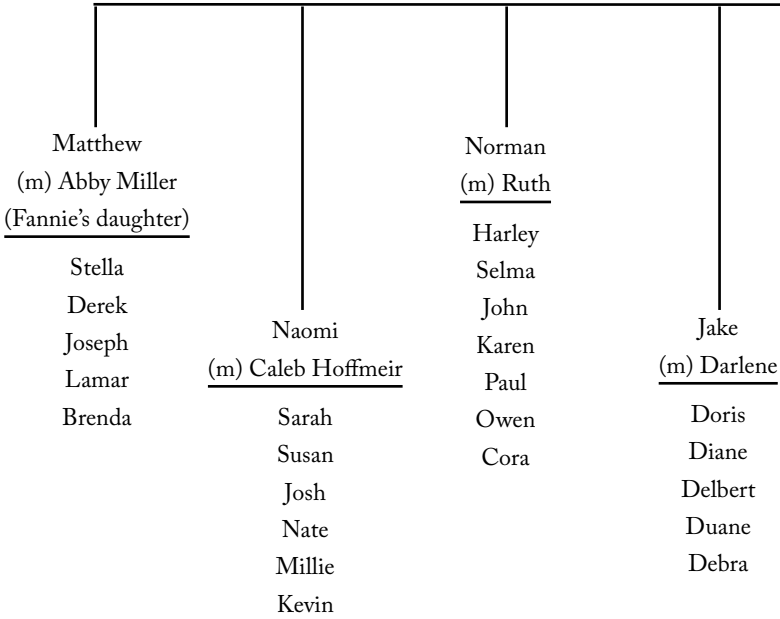 Matthew
(m) Abby Miller
(Fannie’s daughter)
Stella
Derek
Joseph
Lamar
Brenda
Naomi
(m) Caleb Hoffmeir
Sarah
Susan
Josh
Nate
Millie
Kevin
Norman
(m) Ruth
Harley
Selma
John
Karen
Paul
Owen
Cora
Jake
(m) Darlene
Doris
Diane
Delbert
Duane
Debra